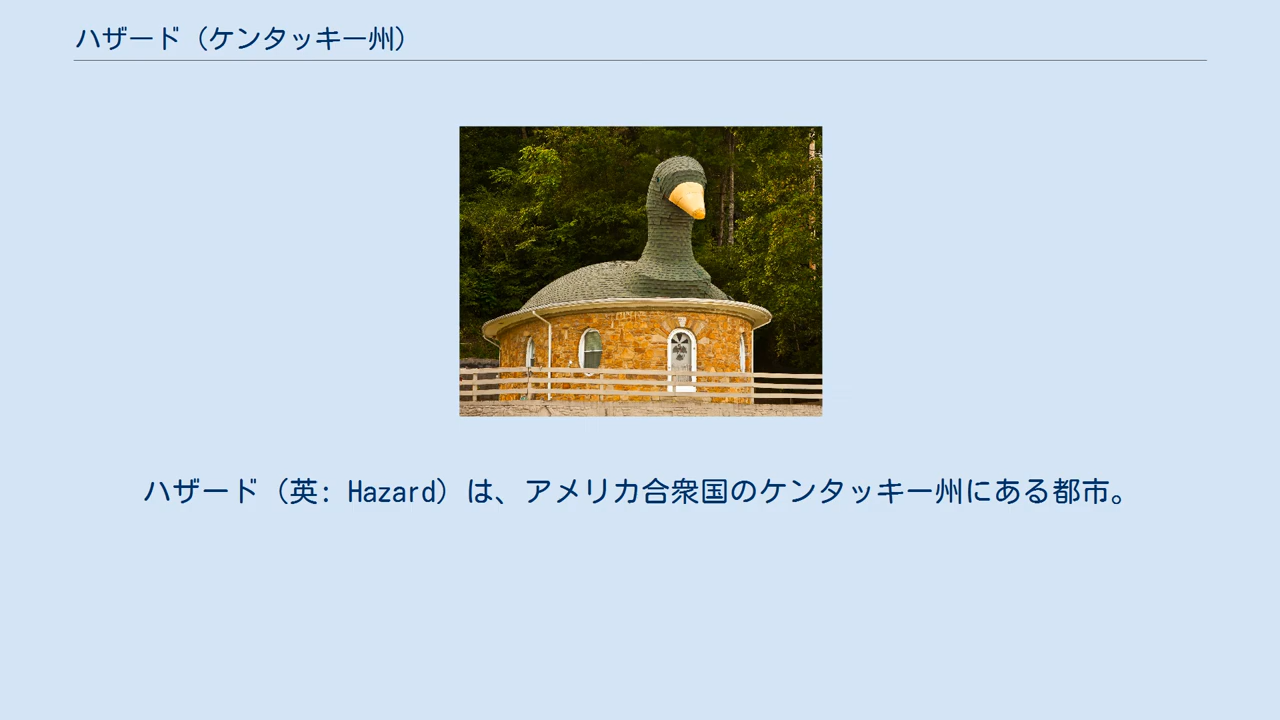 ハザード（ケンタッキー州）
ハザード（英: Hazard）は、アメリカ合衆国のケンタッキー州にある都市。